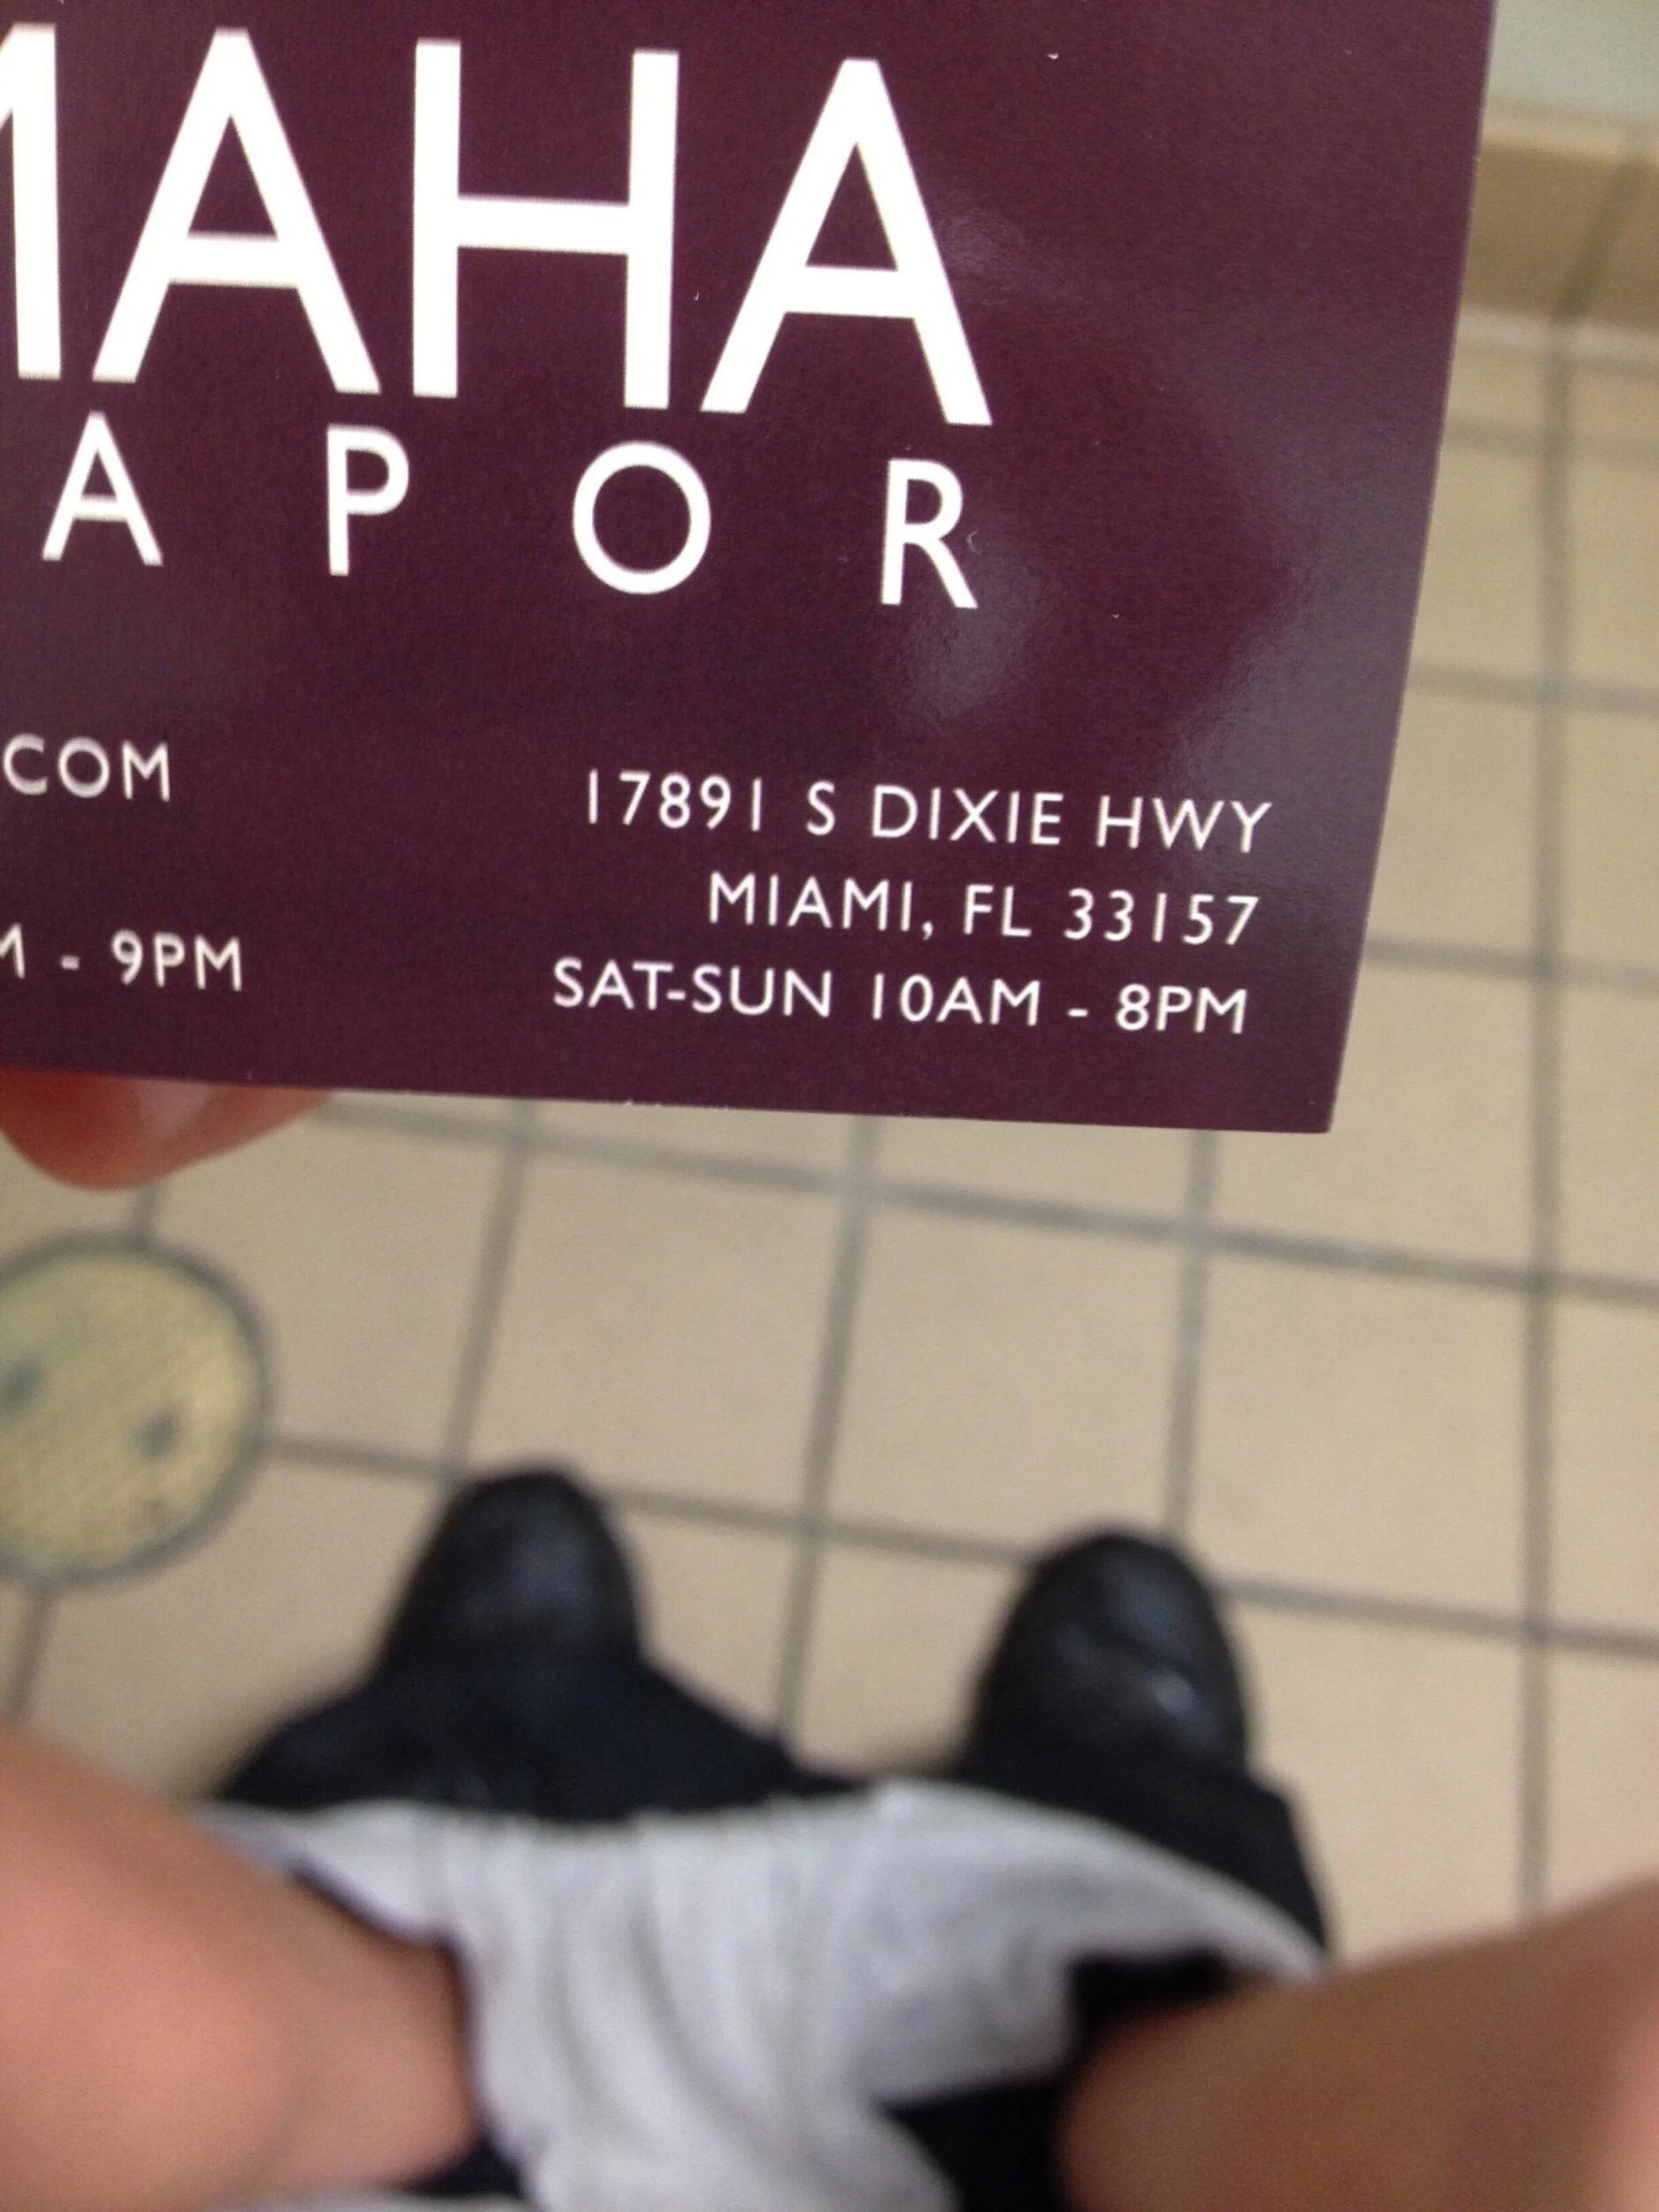 MAHA
APOR
.COM
17891 S DIXIE HWY
MIAMI, FL 33157
M - 9PM
SAT-SUN 10AM - 8PM